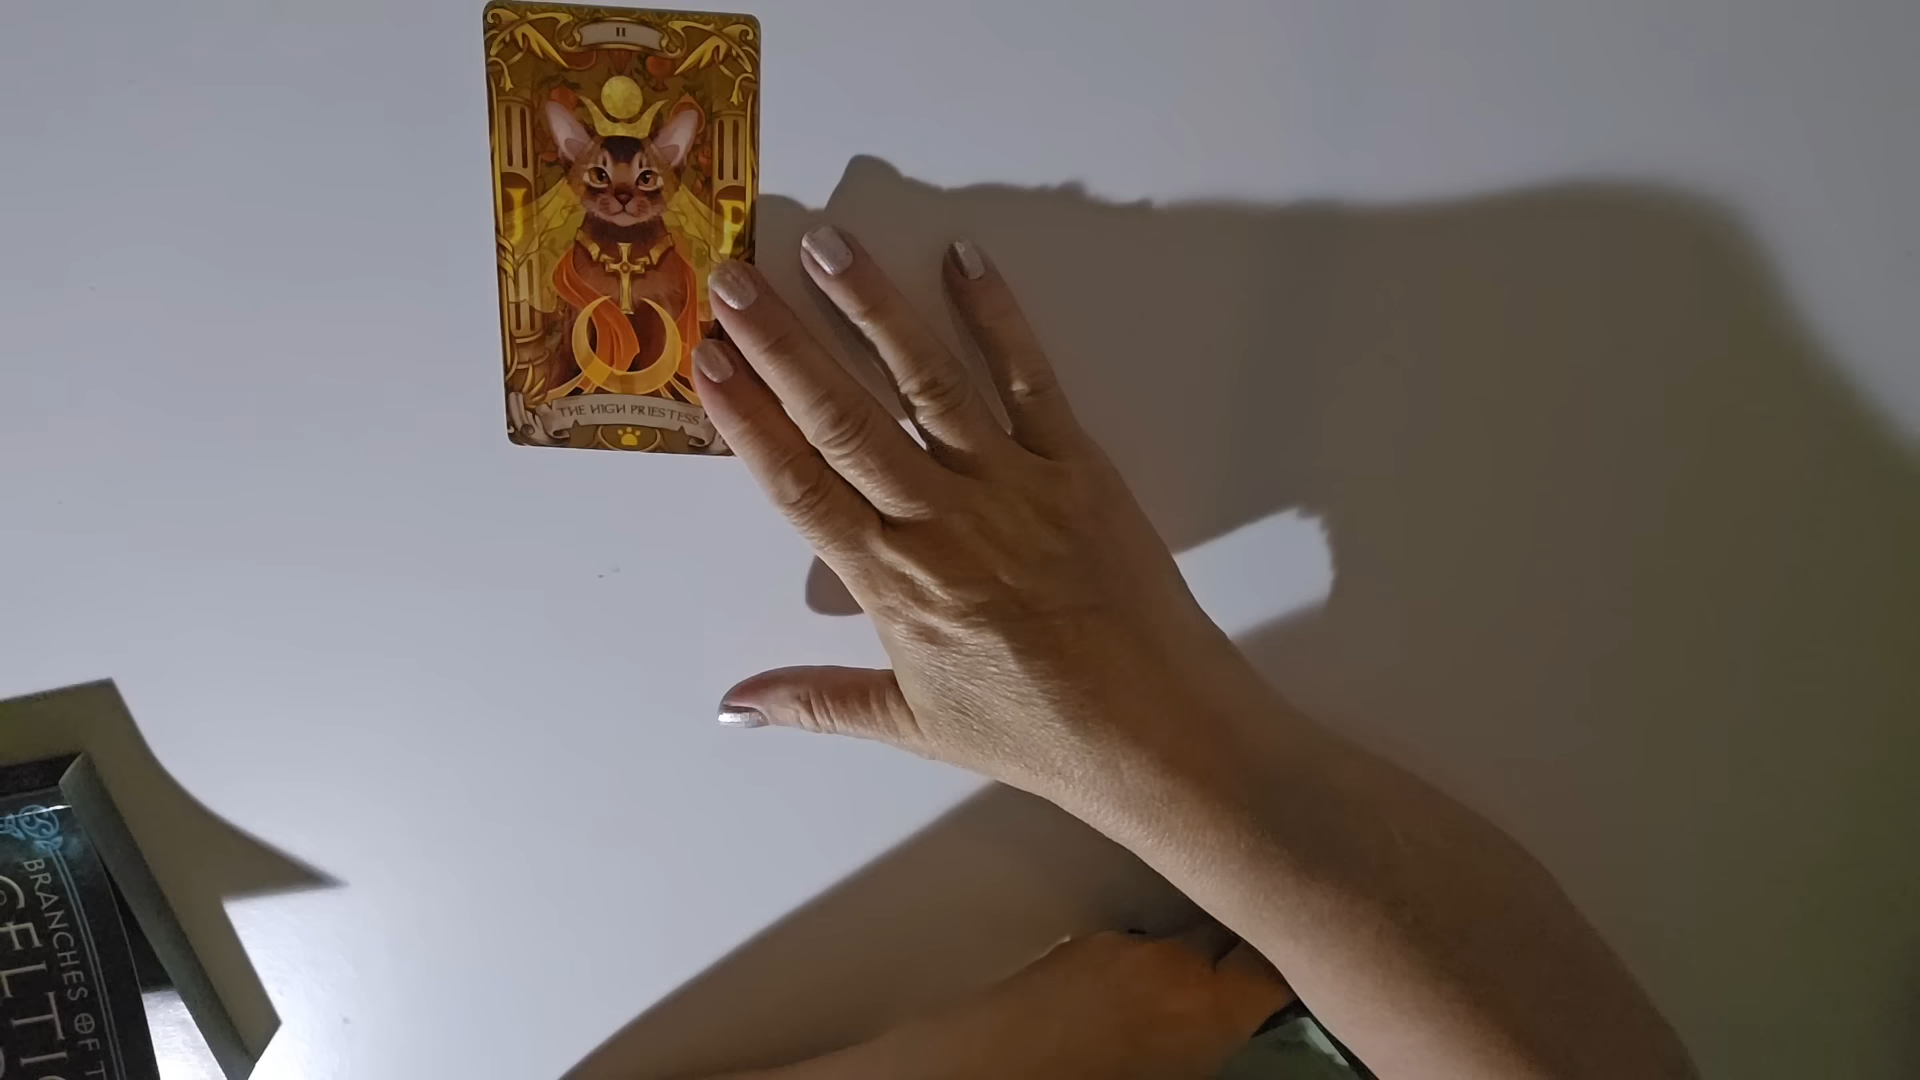 II
J P
THE HIGH PRIESTESS
BRANCHES OF
CELTIC